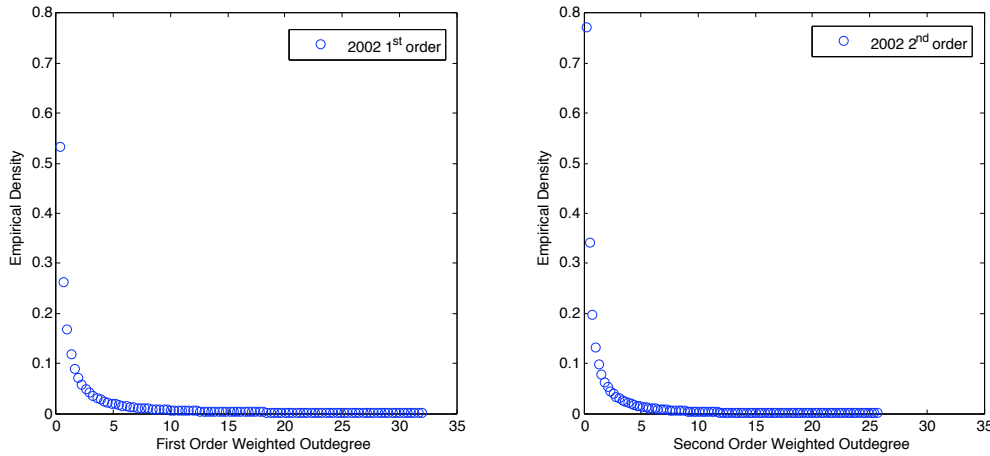 0.8
0.7
0.6
0.5
0.4
0.3
0.2
0.1
0
Empirical Density
2002 1st order
0 5 10 15 20 25 30 35
First Order Weighted Outdegree
0.8
0.7
0.6
0.5
0.4
0.3
0.2
0.1
0
Empirical Density
2002 2nd order
0 5 10 15 20 25 30 35
Second Order Weighted Outdegree